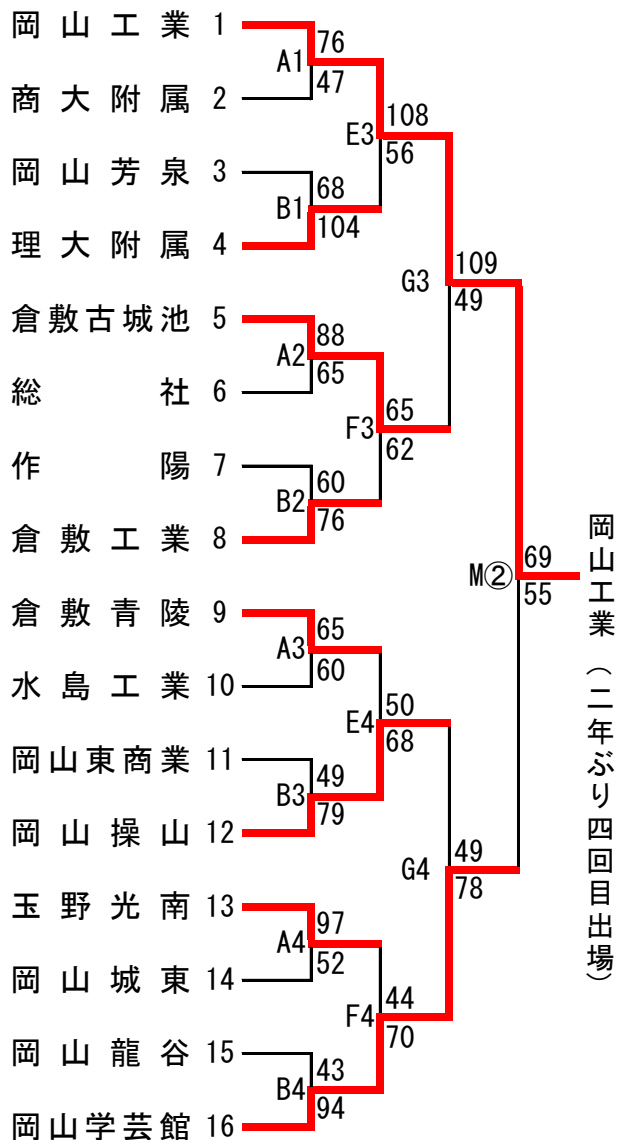 岡山工業 1
76
A1
47
商大附属 2
108
E3
56
岡山芳泉 3
68
B1
104
理大附属 4
109
G3
49
倉敷古城池 5
88
A2
65
総社 6
65
F3
62
作陽 7
60
B2
76
倉敷工業 8
69
M②
55
岡山工業（二年ぶり四回目出場）
倉敷青陵 9
65
A3
60
水島工業 10
50
E4
68
岡山東商業 11
49
B3
79
岡山操山 12
49
G4
78
玉野光南 13
97
A4
52
岡山城東 14
44
F4
70
岡山龍谷 15
43
B4
94
岡山学芸館 16